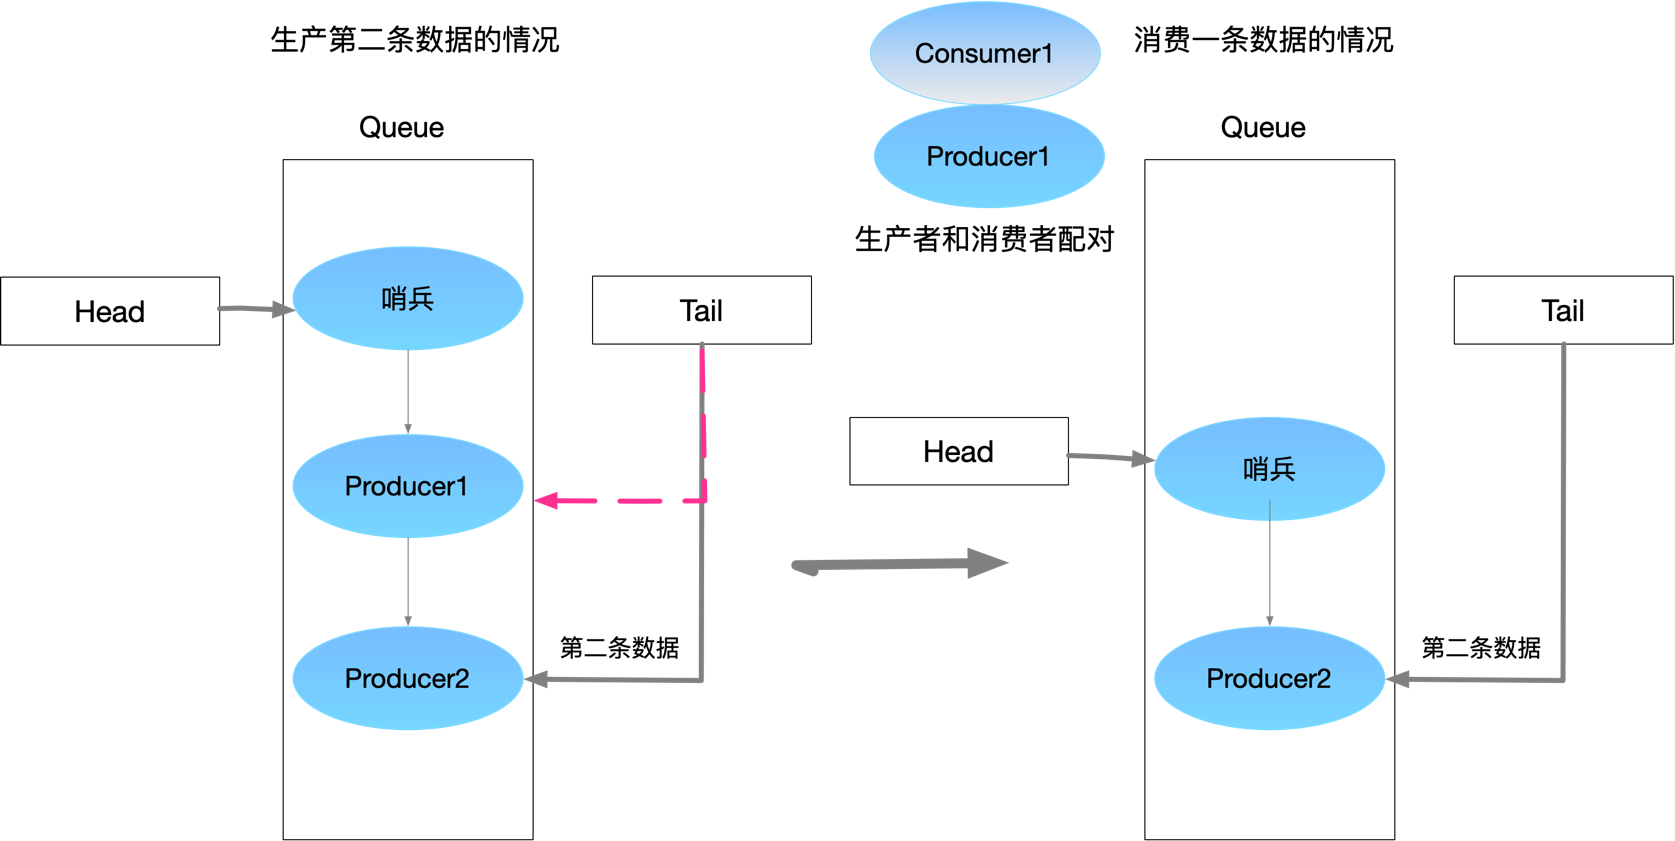 生产第二条数据的情况
Queue
Head
哨兵
Tail
Producer1
第二条数据
Producer2
Consumer1
Producer1
生产者和消费者配对
消费一条数据的情况
Queue
Tail
Head
哨兵
第二条数据
Producer2